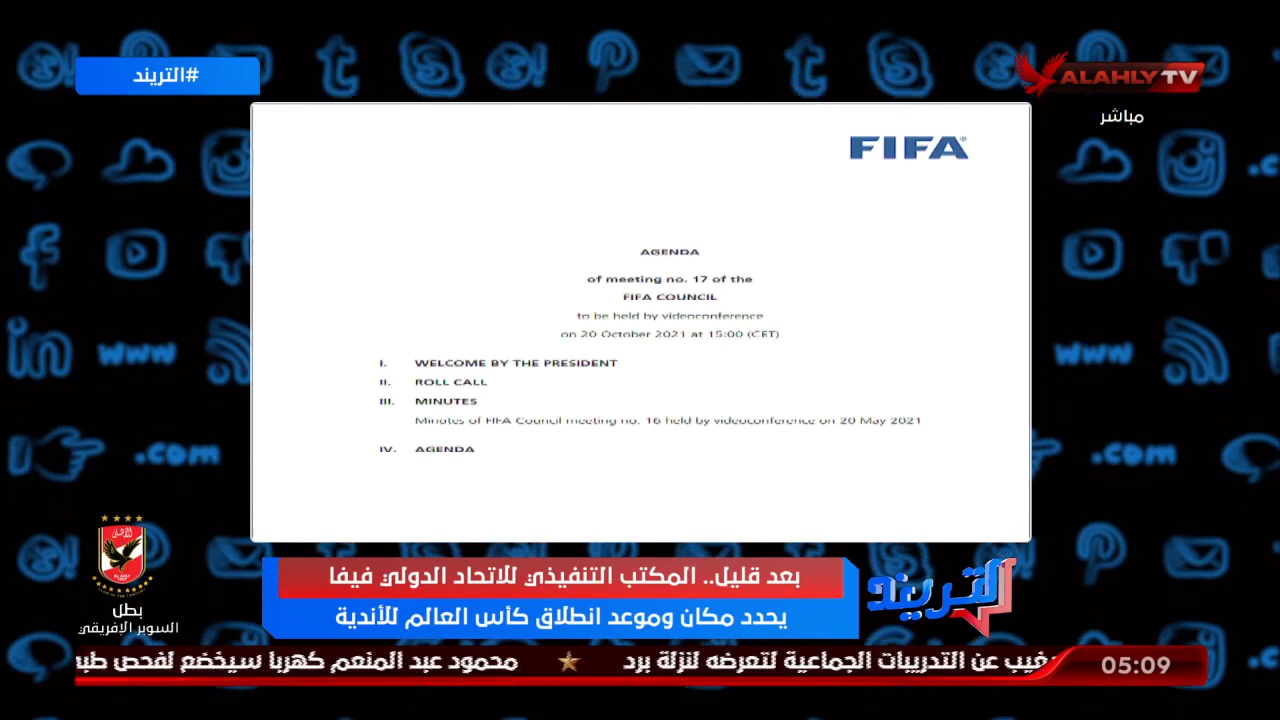 #التريند
ALAHLY TV
مباشر
FIFA
AGENDA
of meeting no. 17 of the
FIFA COUNCIL
to be held by videoconference
on 20 October 2021 at 15:00 (CET)
I. WELCOME BY THE PRESIDENT
II. ROLL CALL
III. MINUTES
Minutes of FIFA Council meeting no. 16 held by videoconference on 20 May 2021
IV. AGENDA
بعد قليل.. المكتب التنفيذي للاتحاد الدولي فيفا
يحدد مكان وموعد انطلاق كأس العالم للأندية
التريند
بطل
السوبر الإفريقي
يغيب عن التدريبات الجماعية لتعرضه لنزلة برد ★ محمود عبد المنعم كهربا سيخضع لفحص
05:09